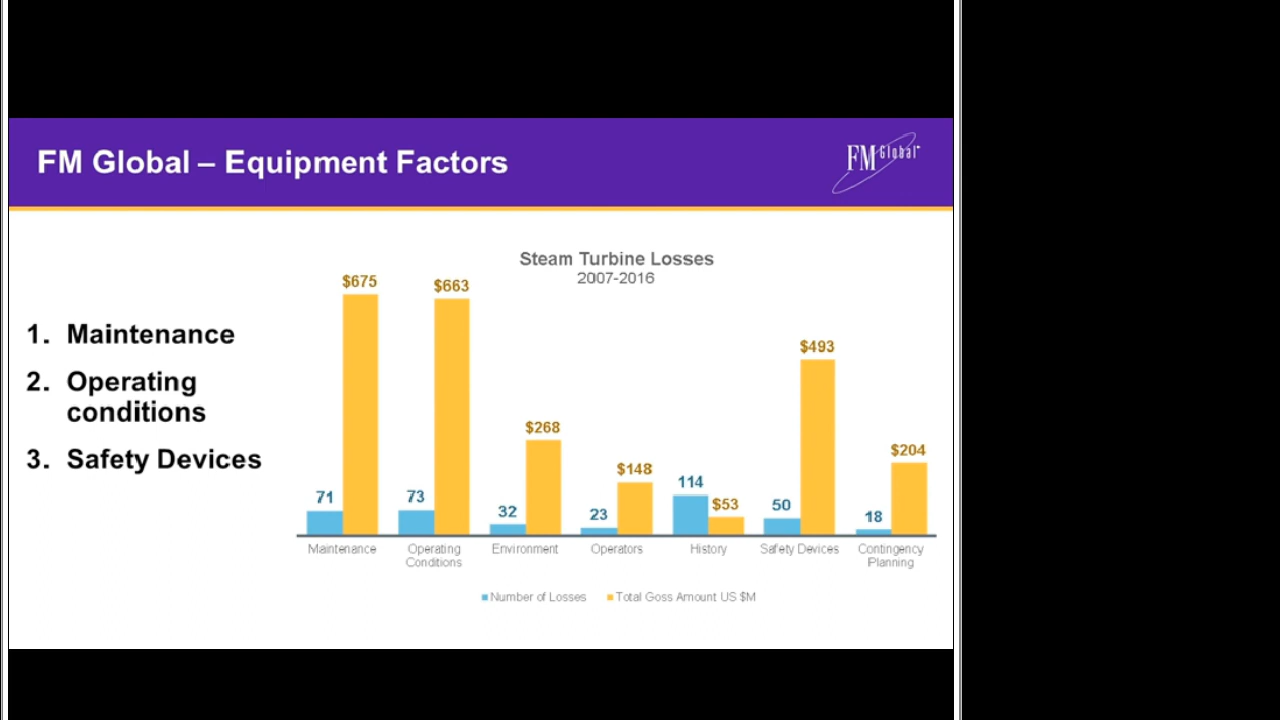 FM Global – Equipment Factors
FM Global
1. Maintenance
2. Operating
conditions
3. Safety Devices
Steam Turbine Losses
2007-2016
$675
$663
$493
$268
$204
$148
114
$53
71
73
32
23
50
18
Maintenance
Operating
Conditions
Environment
Operators
History
Safety Devices
Contingency
Planning
Number of Losses
Total Goss Amount US $M